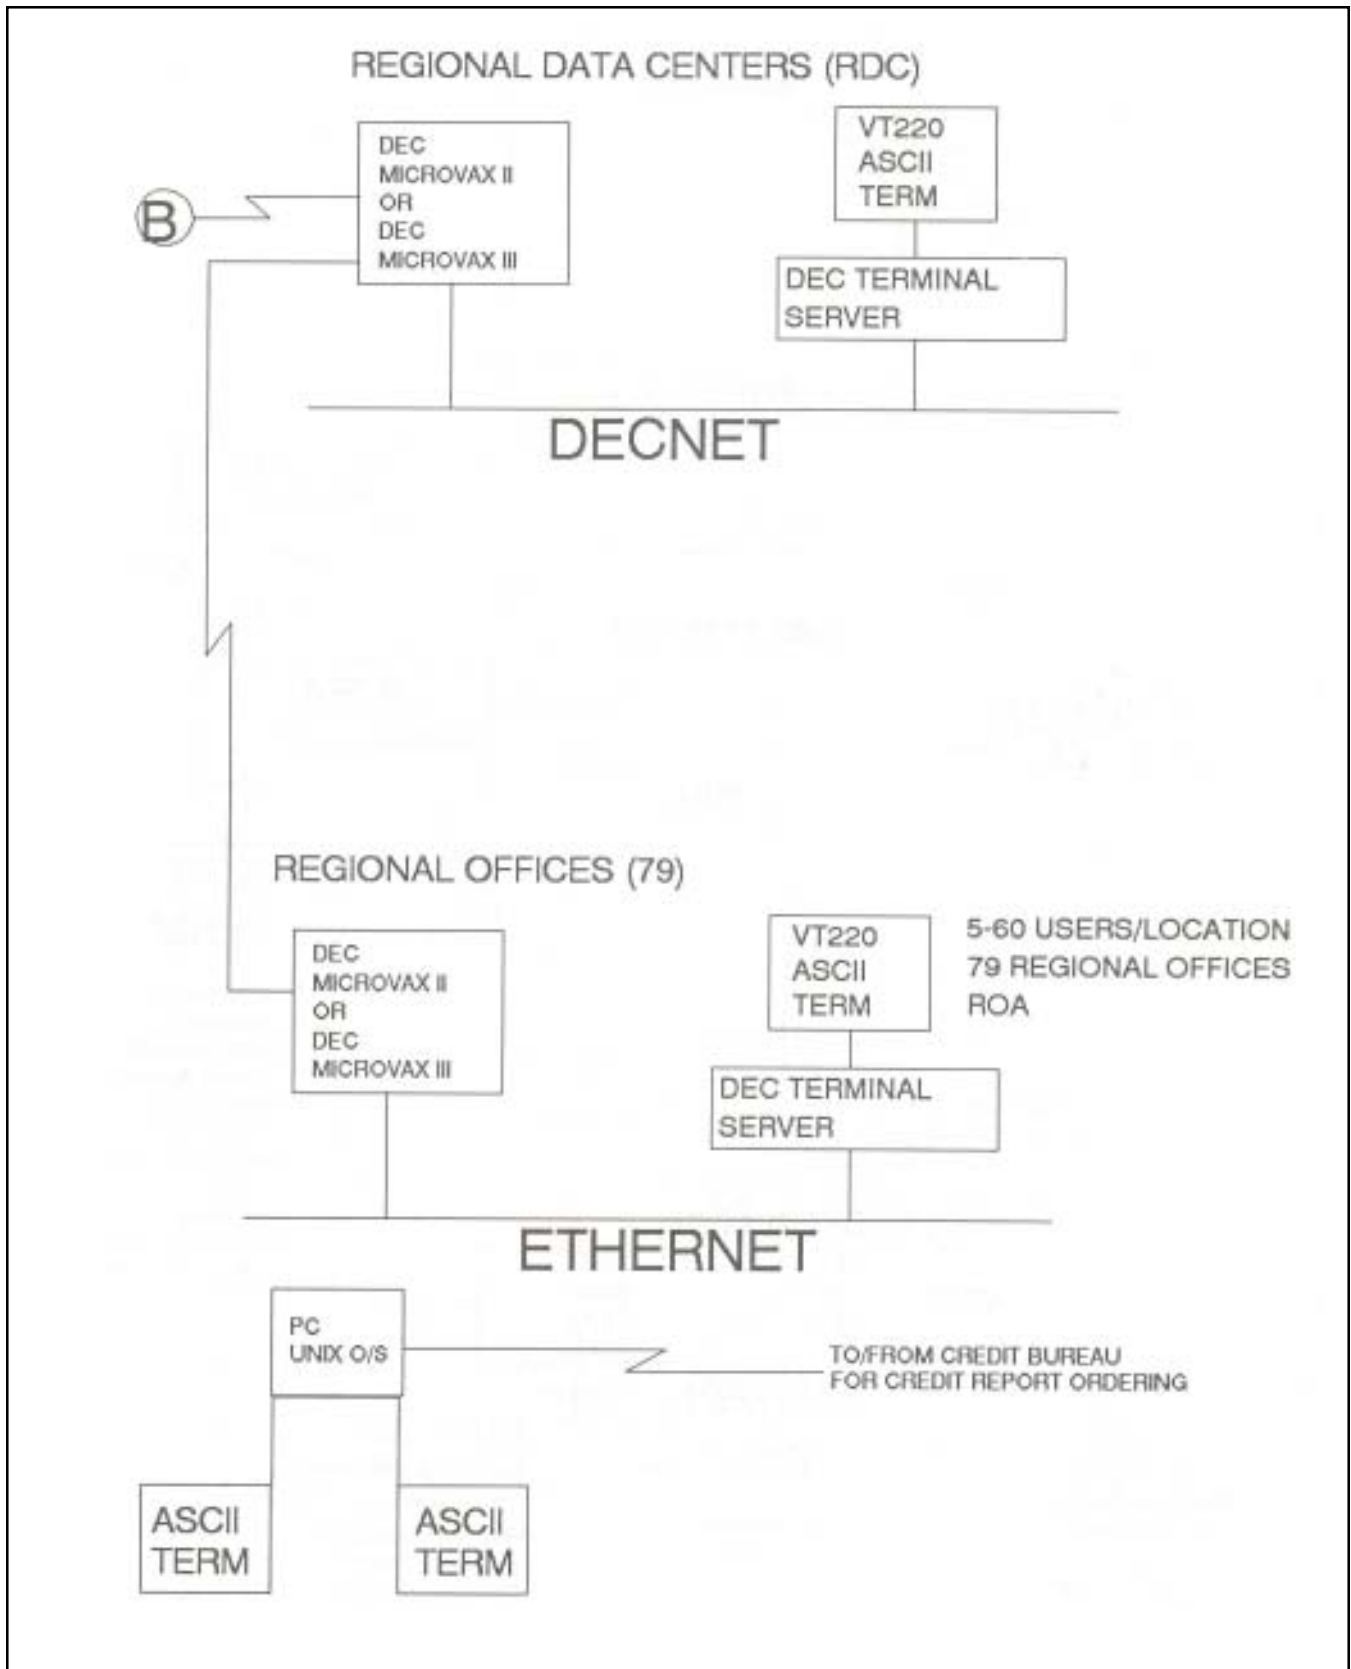 REGIONAL DATA CENTERS (RDC)
DEC
MICROVAX II
OR
DEC
MICROVAX III
VT220
ASCII
TERM
B
DEC TERMINAL
SERVER
DECNET
REGIONAL OFFICES (79)
DEC
MICROVAX II
OR
DEC
MICROVAX III
VT220
ASCII
TERM
5-60 USERS/LOCATION
79 REGIONAL OFFICES
ROA
DEC TERMINAL
SERVER
ETHERNET
PC
UNIX O/S
TO/FROM CREDIT BUREAU
FOR CREDIT REPORT ORDERING
ASCII
TERM
ASCII
TERM